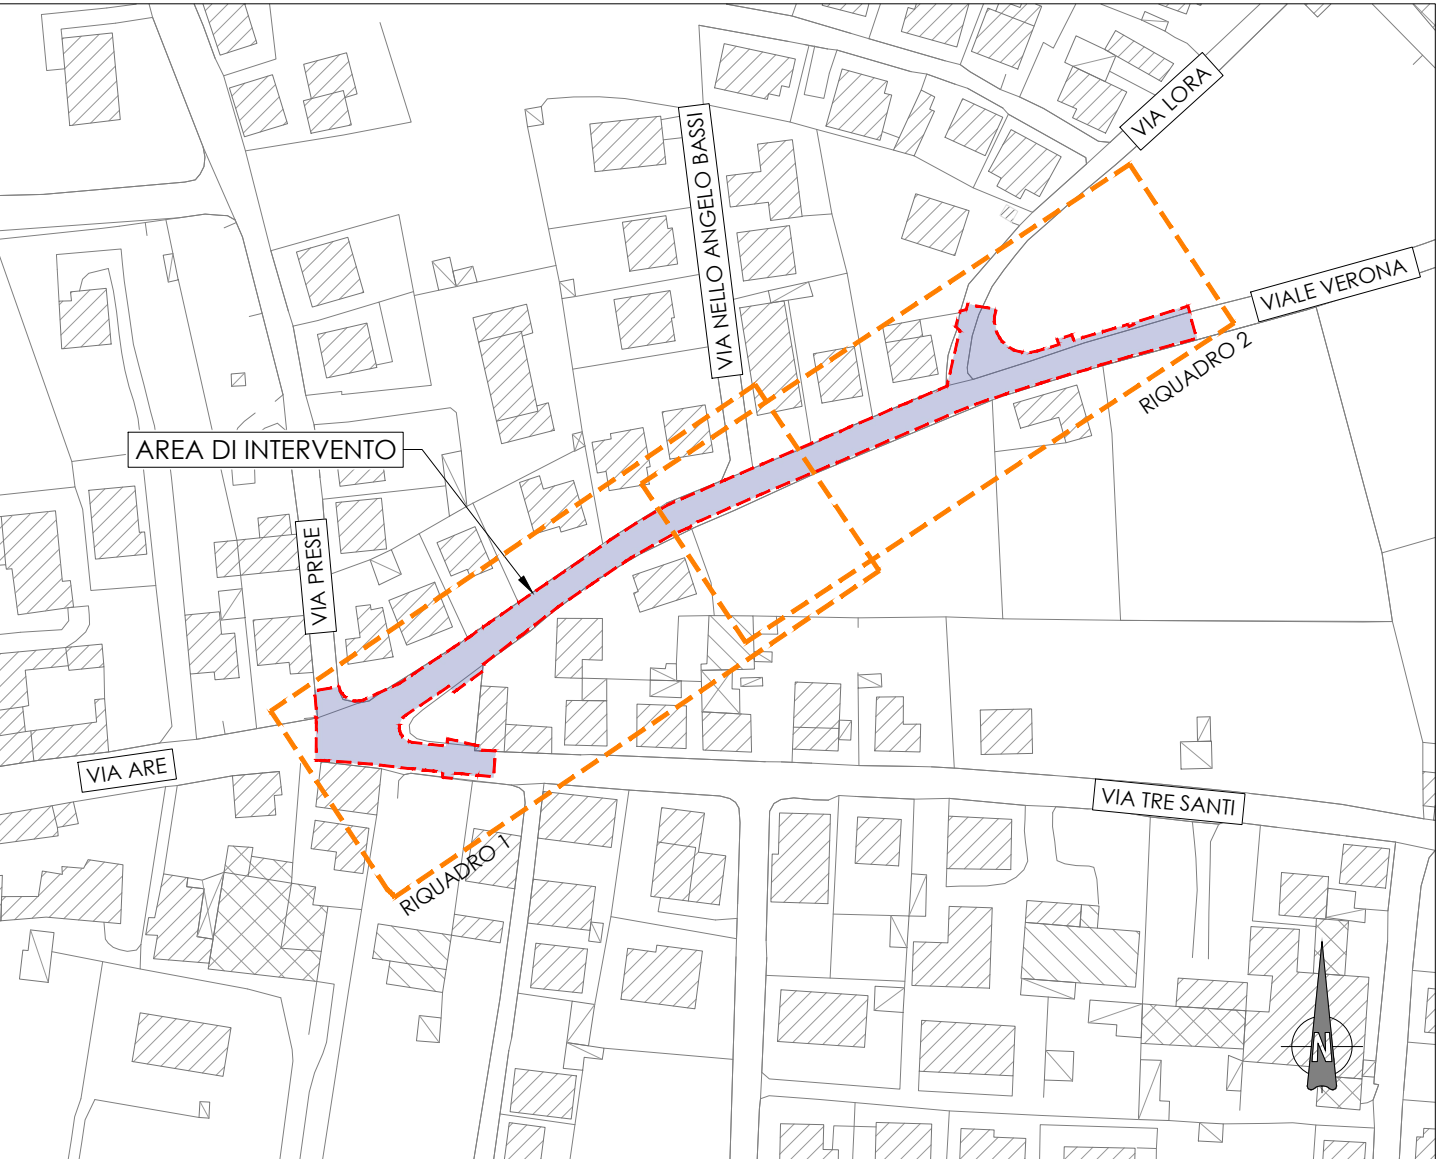 VIA LORA
VIA NELLO ANGELO BASSI
VIALE VERONA
RIQUADRO 2
AREA DI INTERVENTO
VIA PRESE
VIA ARE
VIA TRE SANTI
RIQUADRO 1
N